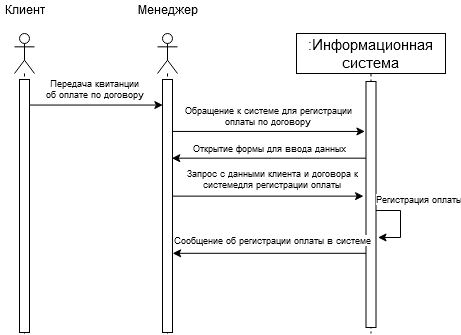 Клиент
Менеджер
:Информационная
система
Передача квитанции
об оплате по договору
Обращение к системе для регистрации
оплаты по договору
Открытие формы для ввода данных
Запрос с данными клиента и договора к
системедля регистрации оплаты
Регистрация оплаты
Сообщение об регистрации оплаты в системе